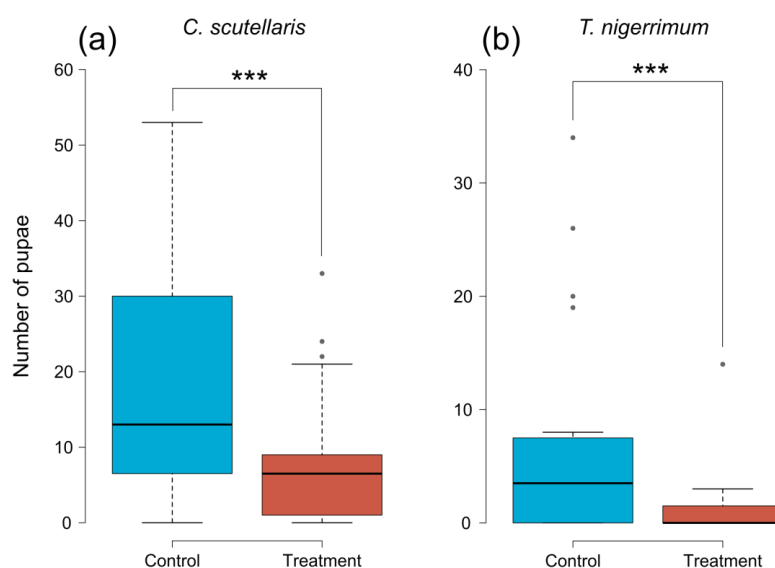 (a) C. scutellaris
***
60
50
40
30
20
10
0
Number of pupae
Control Treatment
(b) T. nigerrimum
***
40
30
20
10
0
Control Treatment